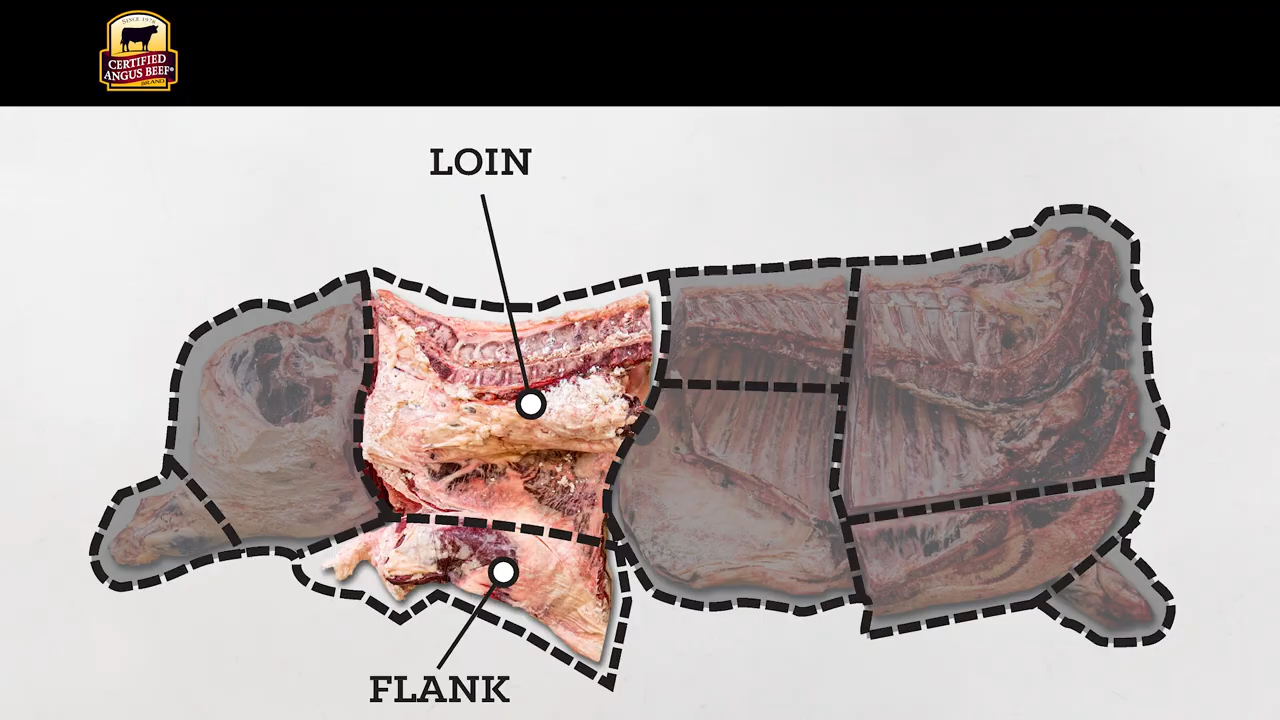 SINCE 1978
CERTIFIED
ANGUS BEEF®
BRAND
LOIN
FLANK